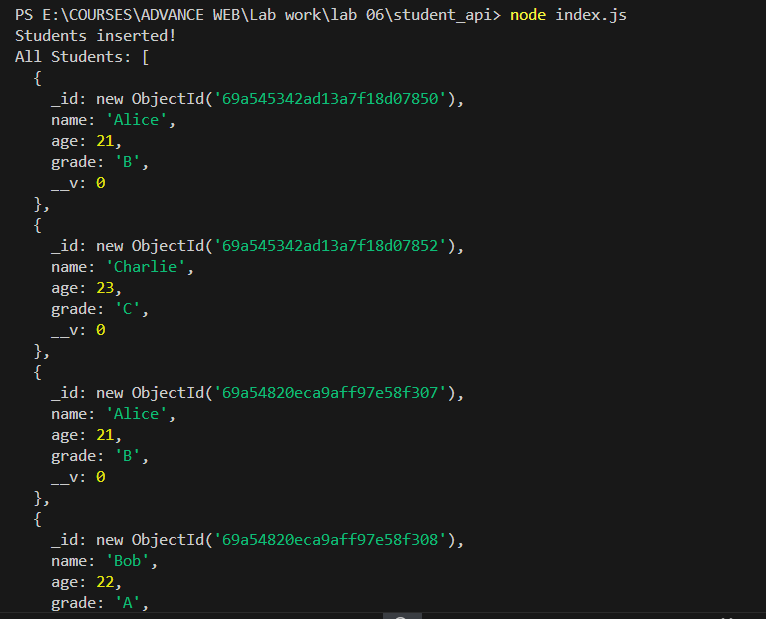 PS E:\COURSES\ADVANCE WEB\Lab work\lab 06\student_api> node index.js
Students inserted!
All Students: [
  {
    _id: new ObjectId('69a545342ad13a7f18d07850'),
    name: 'Alice',
    age: 21,
    grade: 'B',
    __v: 0
  },
  {
    _id: new ObjectId('69a545342ad13a7f18d07852'),
    name: 'Charlie',
    age: 23,
    grade: 'C',
    __v: 0
  },
  {
    _id: new ObjectId('69a54820eca9aff97e58f307'),
    name: 'Alice',
    age: 21,
    grade: 'B',
    __v: 0
  },
  {
    _id: new ObjectId('69a54820eca9aff97e58f308'),
    name: 'Bob',
    age: 22,
    grade: 'A',